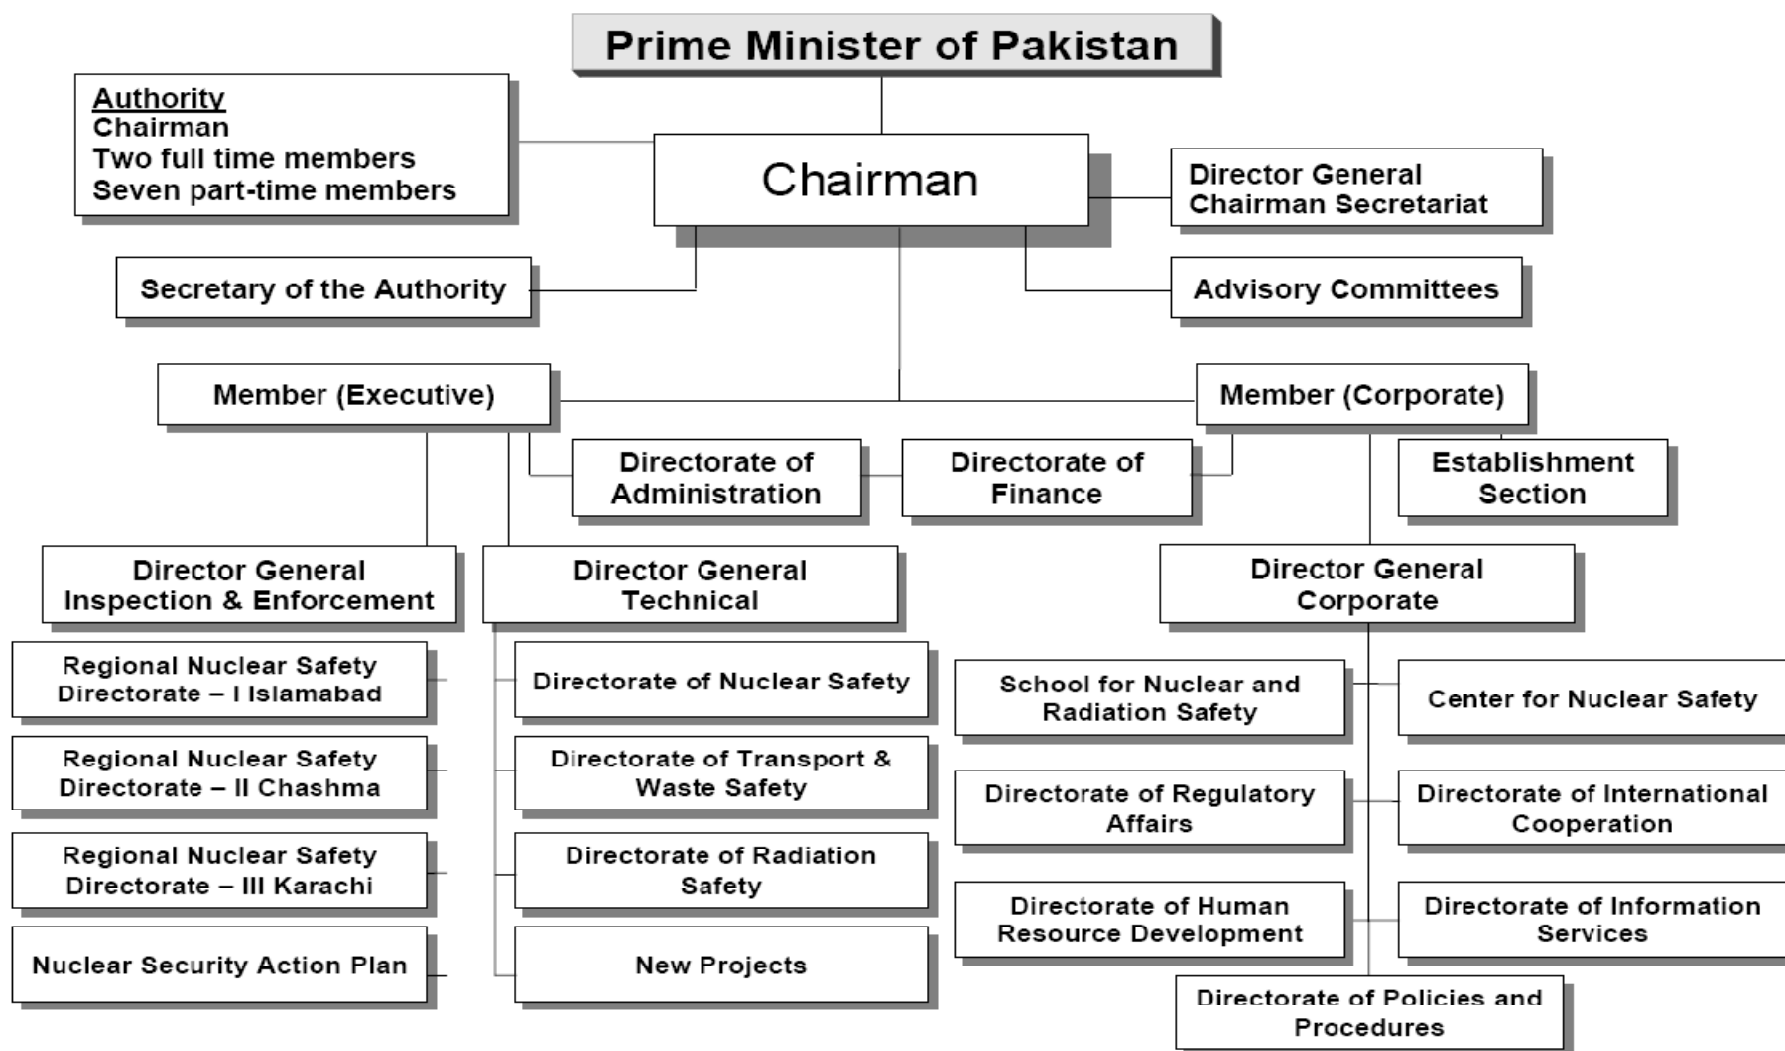 Prime Minister of Pakistan
Authority
Chairman
Two full time members
Seven part-time members
Chairman
Director General
Chairman Secretariat
Secretary of the Authority
Advisory Committees
Member (Executive)
Member (Corporate)
Directorate of
Administration
Directorate of
Finance
Establishment
Section
Director General
Inspection & Enforcement
Director General
Technical
Director General
Corporate
Regional Nuclear Safety
Directorate – I Islamabad
Regional Nuclear Safety
Directorate – II Chashma
Regional Nuclear Safety
Directorate – III Karachi
Nuclear Security Action Plan
Directorate of Nuclear Safety
Directorate of Transport &
Waste Safety
Directorate of Radiation
Safety
New Projects
School for Nuclear and
Radiation Safety
Center for Nuclear Safety
Directorate of Regulatory
Affairs
Directorate of International
Cooperation
Directorate of Human
Resource Development
Directorate of Information
Services
Directorate of Policies and
Procedures